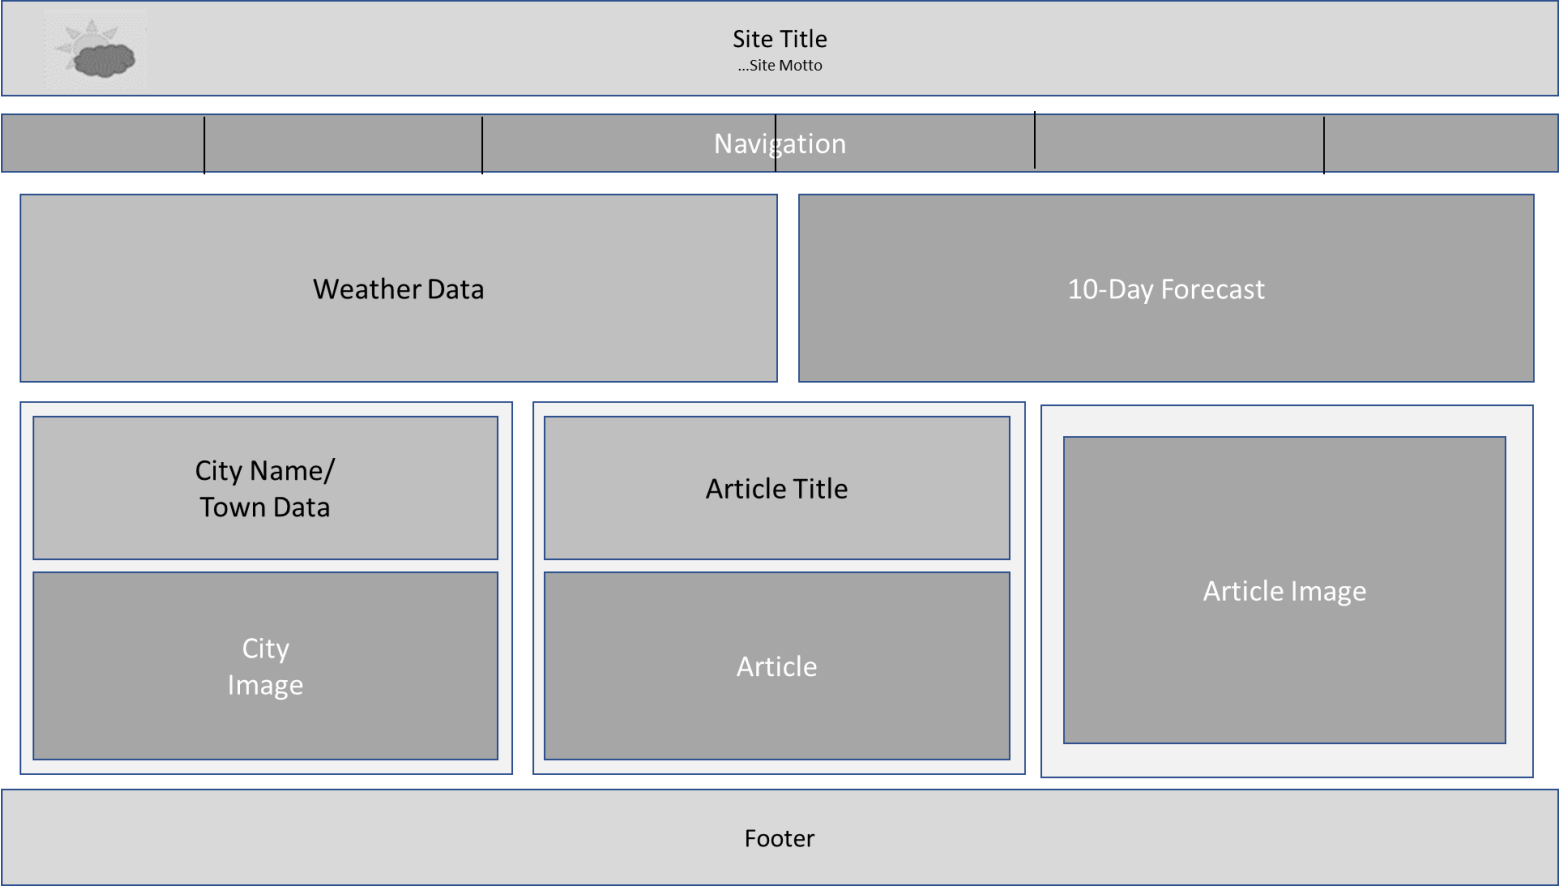 Site Title
...Site Motto
Navigation
Weather Data
10-Day Forecast
City Name/
Town Data
City
Image
Article Title
Article
Article Image
Footer